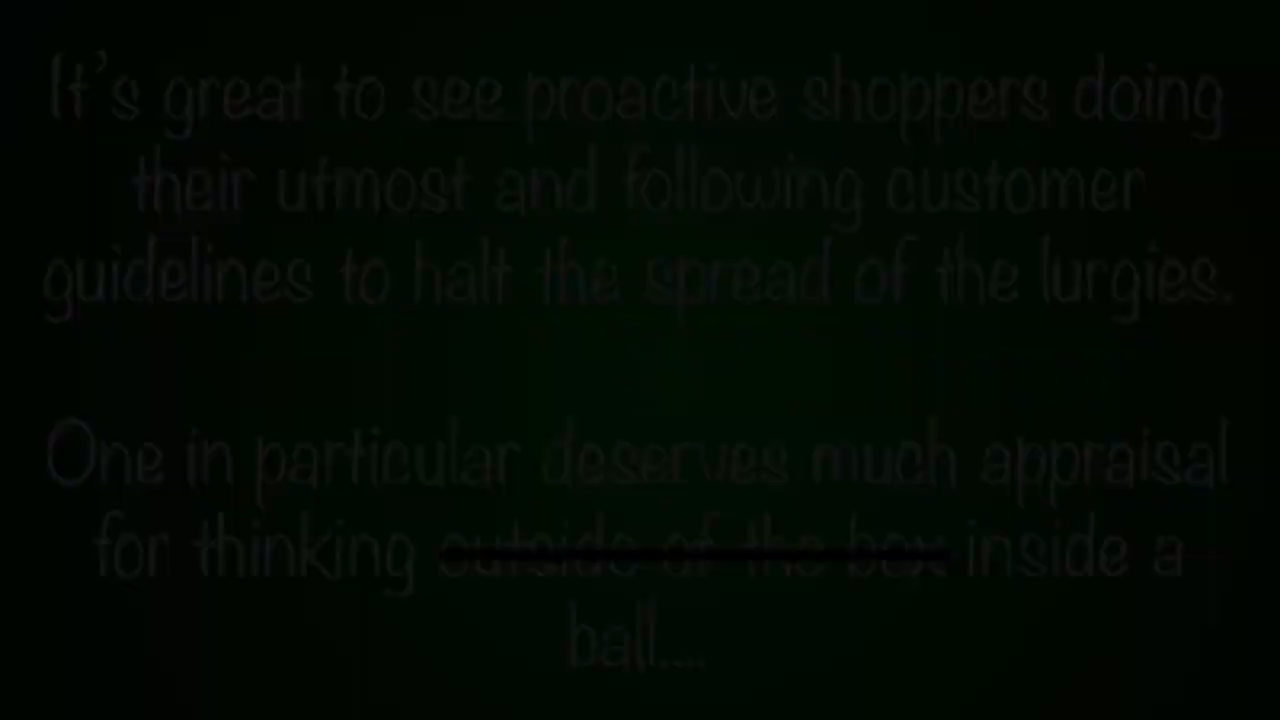 It's great to see proactive shoppers doing
their utmost and following customer
guidelines to halt the spread of the lurgies.
One in particular deserves much appraisal
for thinking outside of the box inside a
ball....